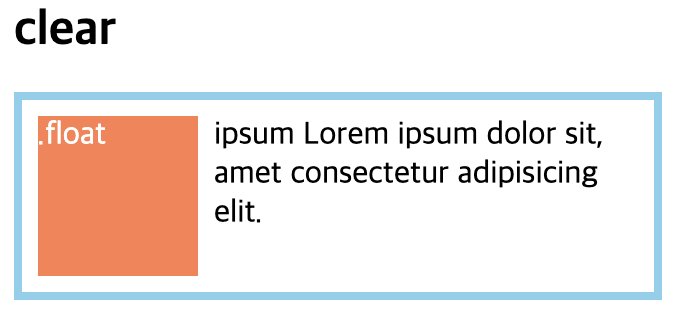 clear
.float
ipsum Lorem ipsum dolor sit,
amet consectetur adipisicing
elit.